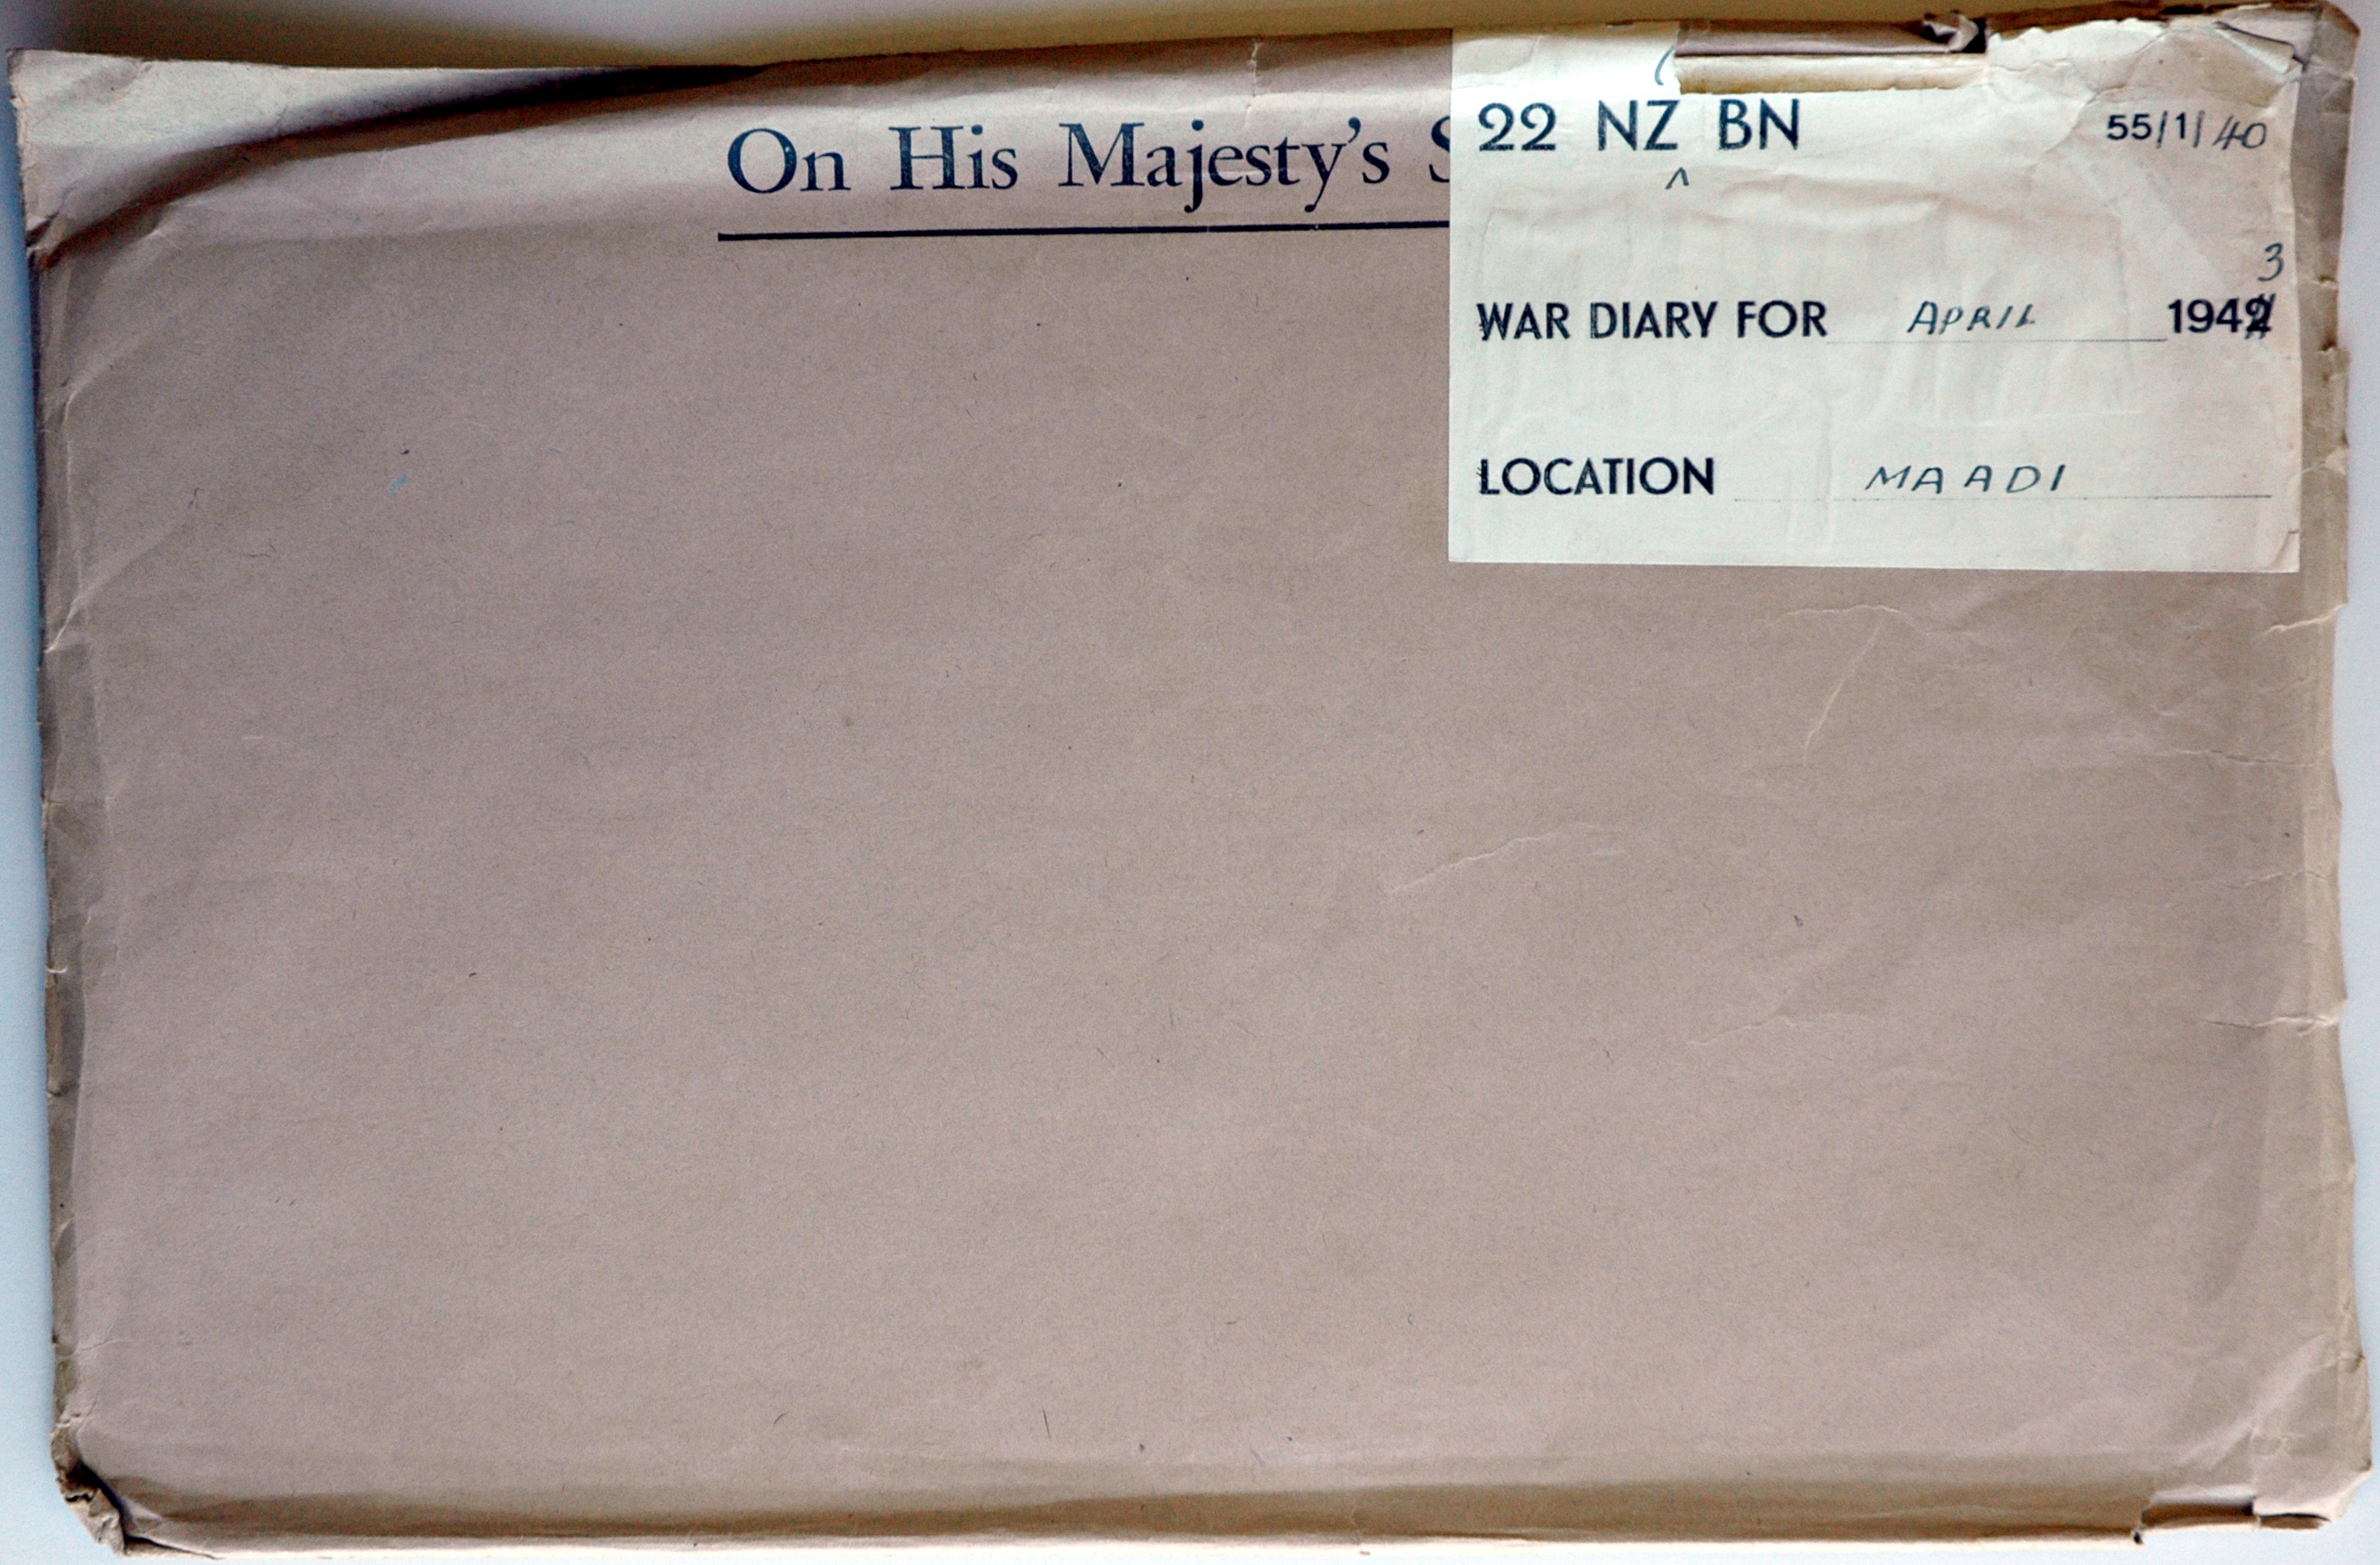 On His Majesty's S
22 NZ BN 55/1/40
^
3
WAR DIARY FOR APRIL 1942
LOCATION MAADI